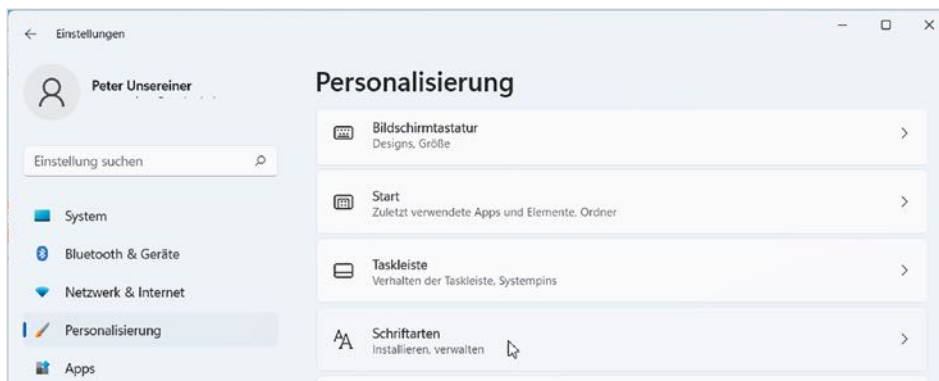 Einstellungen
Peter Unsereiner
Einstellung suchen
System
Bluetooth & Geräte
Netzwerk & Internet
Personalisierung
Apps
Personalisierung
Bildschirmtastatur
Designs, Größe
Start
Zuletzt verwendete Apps und Elemente, Ordner
Taskleiste
Verhalten der Taskleiste, Systempins
Schriftarten
Installieren, verwalten